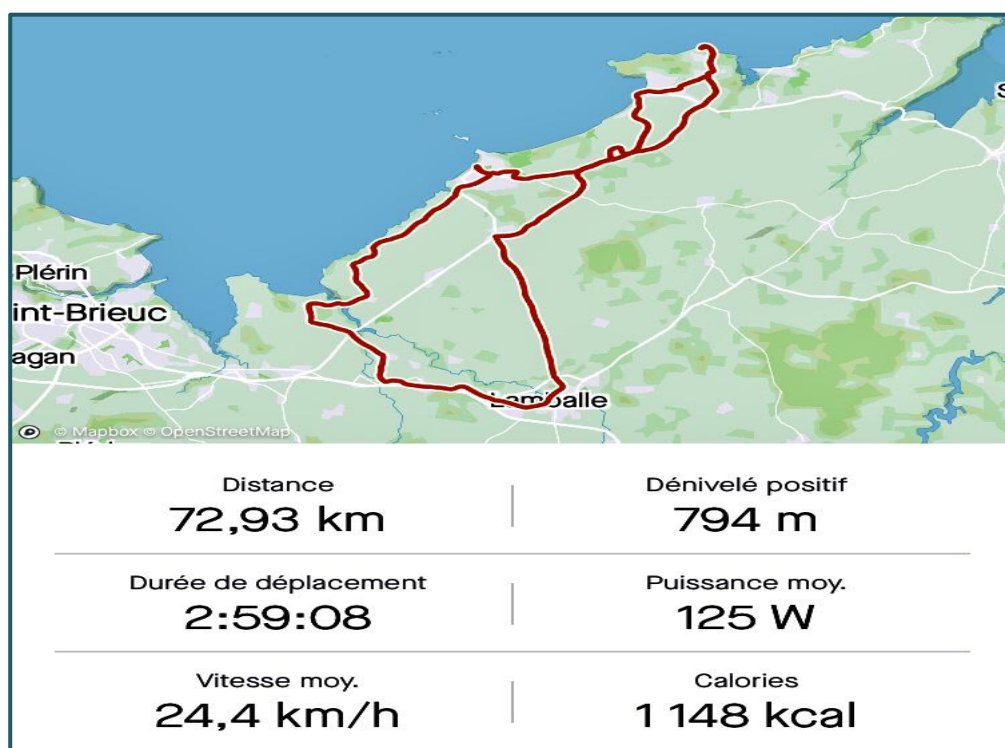 S
Plérin
int-Brieuc
agan
Lamballe
© Mapbox © OpenStreetMap
Distance
72,93 km
Dénivelé positif
794 m
Durée de déplacement
2:59:08
Puissance moy.
125 W
Vitesse moy.
24,4 km/h
Calories
1 148 kcal